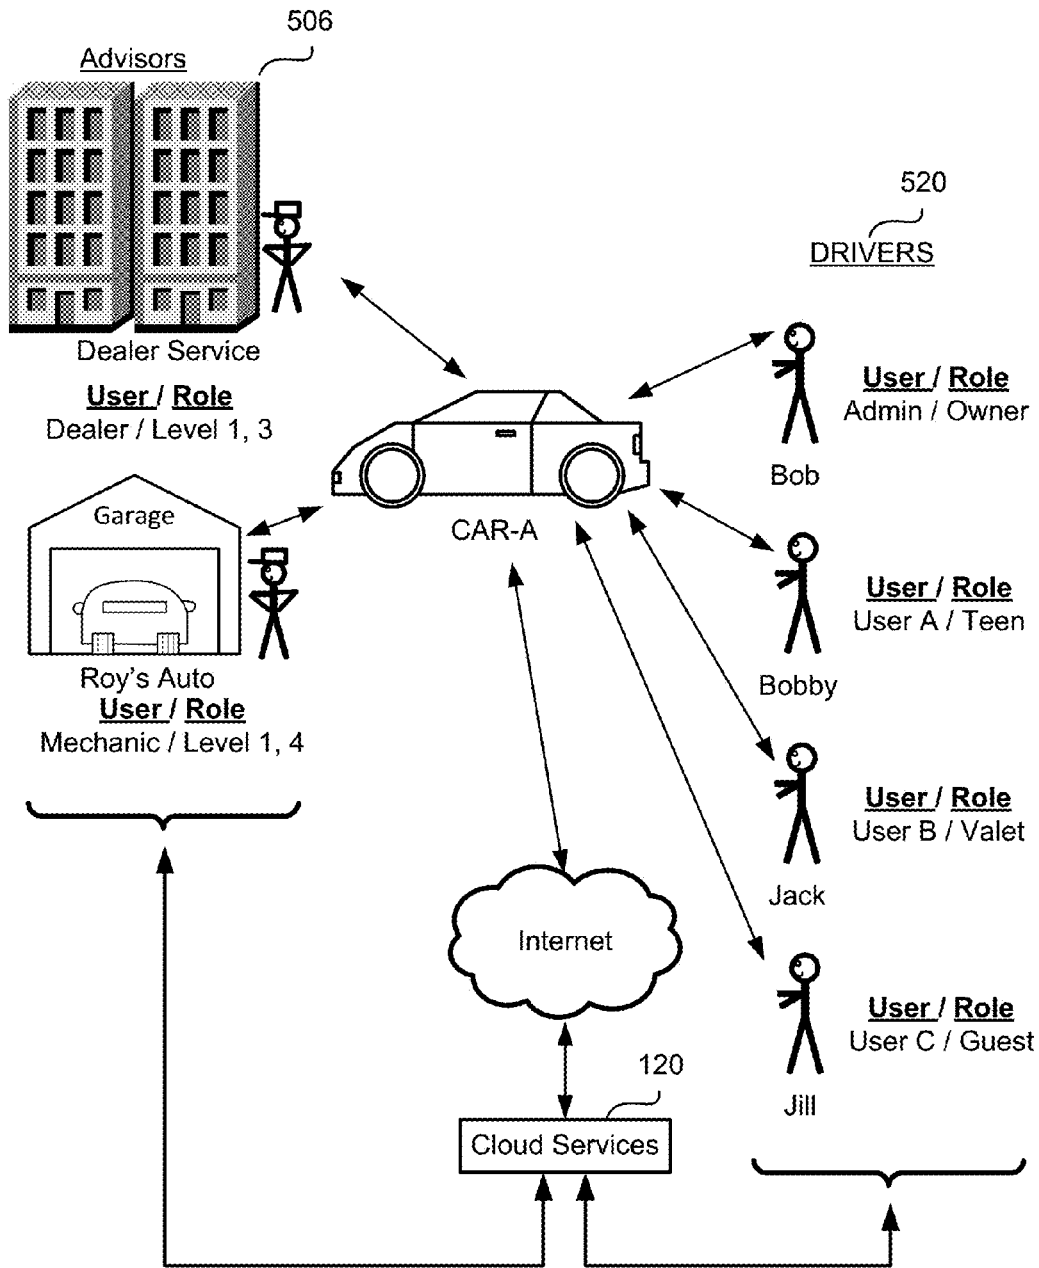 506
Advisors
Dealer Service
User / Role
Dealer / Level 1, 3
Garage
Roy's Auto
User / Role
Mechanic / Level 1, 4
CAR-A
520
DRIVERS
User / Role
Admin / Owner
Bob
User / Role
User A / Teen
Bobby
User / Role
User B / Valet
Jack
User / Role
User C / Guest
Jill
Internet
120
Cloud Services